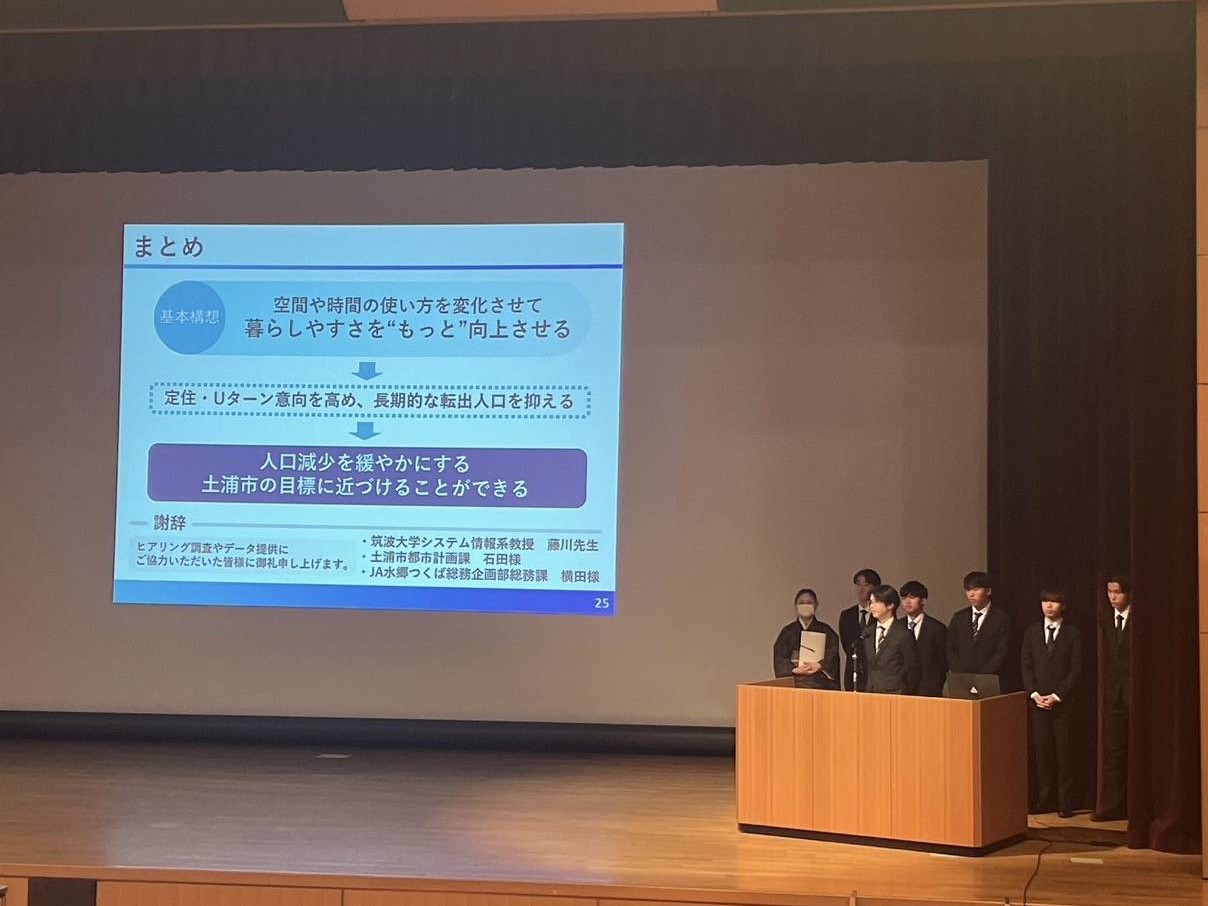 まとめ
基本構想
空間や時間の使い方を変化させて
暮らしやすさを“もっと”向上させる
定住・Uターン意向を高め、長期的な転出人口を抑える
人口減少を緩やかにする
土浦市の目標に近づけることができる
謝辞
ヒアリング調査やデータ提供に
ご協力いただいた皆様に御礼申し上げます。
・筑波大学システム情報系教授　藤川先生
・土浦市都市計画課　石田様
・JA水郷つくば総務企画部総務課　横田様
25